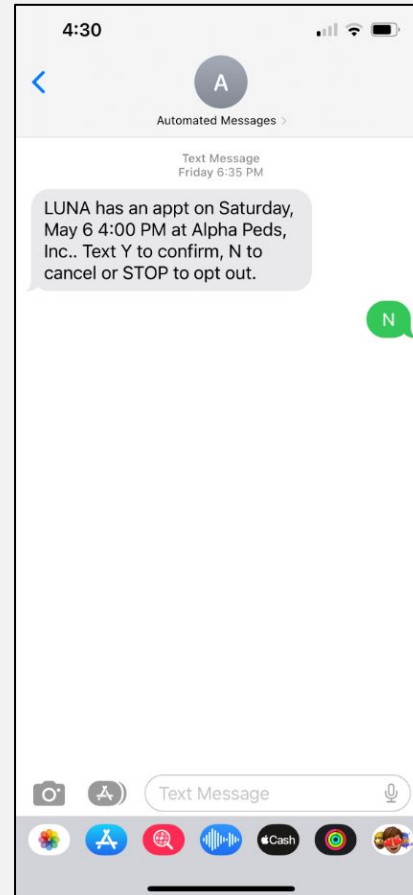 4:30
A
Automated Messages >
Text Message
Friday 6:35 PM
LUNA has an appt on Saturday,
May 6 4:00 PM at Alpha Peds,
Inc.. Text Y to confirm, N to
cancel or STOP to opt out.
N
Text Message
Cash